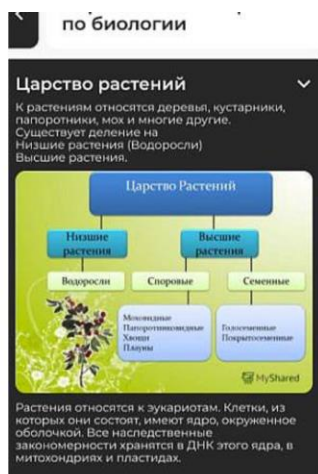 по биологии
Царство растений
К растениям относятся деревья, кустарники,
папоротники, мох и многие другие.
Существует деление на
Низшие растения (Водоросли)
Высшие растения.
Царство Растений
Низшие
растения
Высшие
растения
Водоросли
Споровые
Семенные
Моховидные
Папоротниковидные
Хвощи
Плауны
Голосеменные
Покрытосеменные
MyShared
Растения относятся к эукариотам. Клетки, из
которых они состоят, имеют ядро, окруженное
оболочкой. Все наследственные
закономерности хранятся в ДНК этого ядра, в
митохондриях и пластидах.